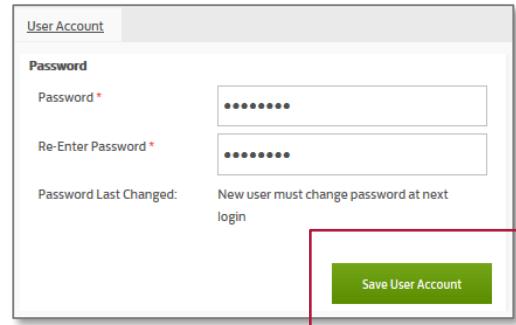 User Account
Password
Password *
••••••••
Re-Enter Password *
••••••••
Password Last Changed: New user must change password at next
login
Save User Account